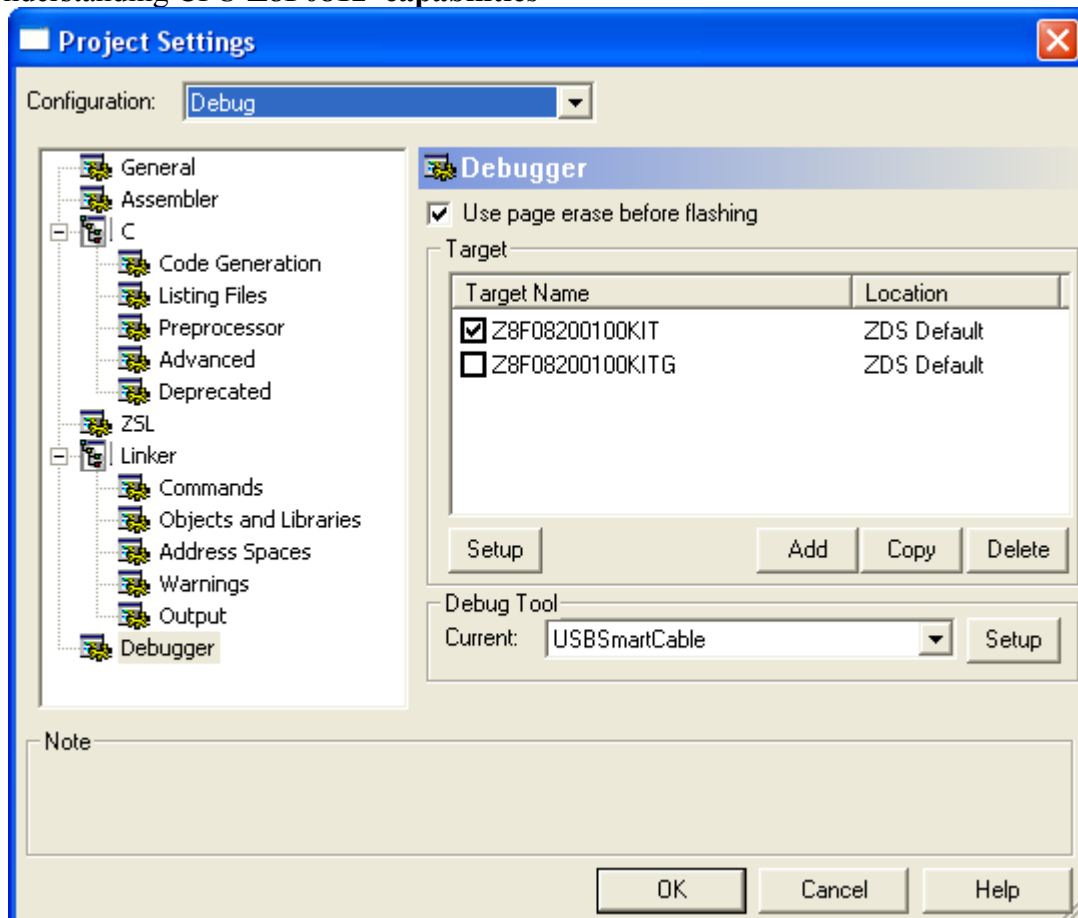 Project Settings
Configuration: Debug
General
Assembler
C
Code Generation
Listing Files
Preprocessor
Advanced
Deprecated
ZSL
Linker
Commands
Objects and Libraries
Address Spaces
Warnings
Output
Debugger
Debugger
Use page erase before flashing
Target
Target Name Location
Z8F08200100KIT ZDS Default
Z8F08200100KITG ZDS Default
Setup Add Copy Delete
Debug Tool
Current: USBSmartCable Setup
Note
OK Cancel Help